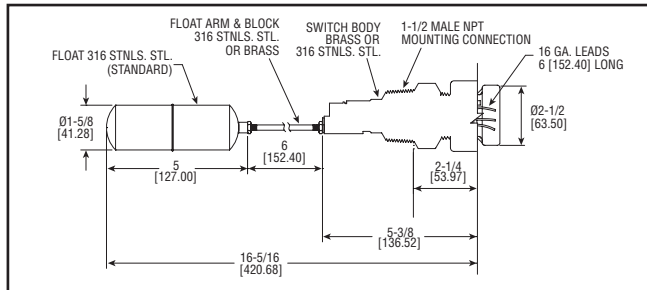 FLOAT ARM & BLOCK
316 STNLS. STL.
OR BRASS
SWITCH BODY
BRASS OR
316 STNLS. STL.
1-1/2 MALE NPT
MOUNTING CONNECTION
16 GA. LEADS
6 [152.40] LONG
FLOAT 316 STNLS. STL.
(STANDARD)
Ø1-5/8
[41.28]
Ø2-1/2
[63.50]
5
[127.00]
6
[152.40]
2-1/4
[53.97]
5-3/8
[136.52]
16-5/16
[420.68]